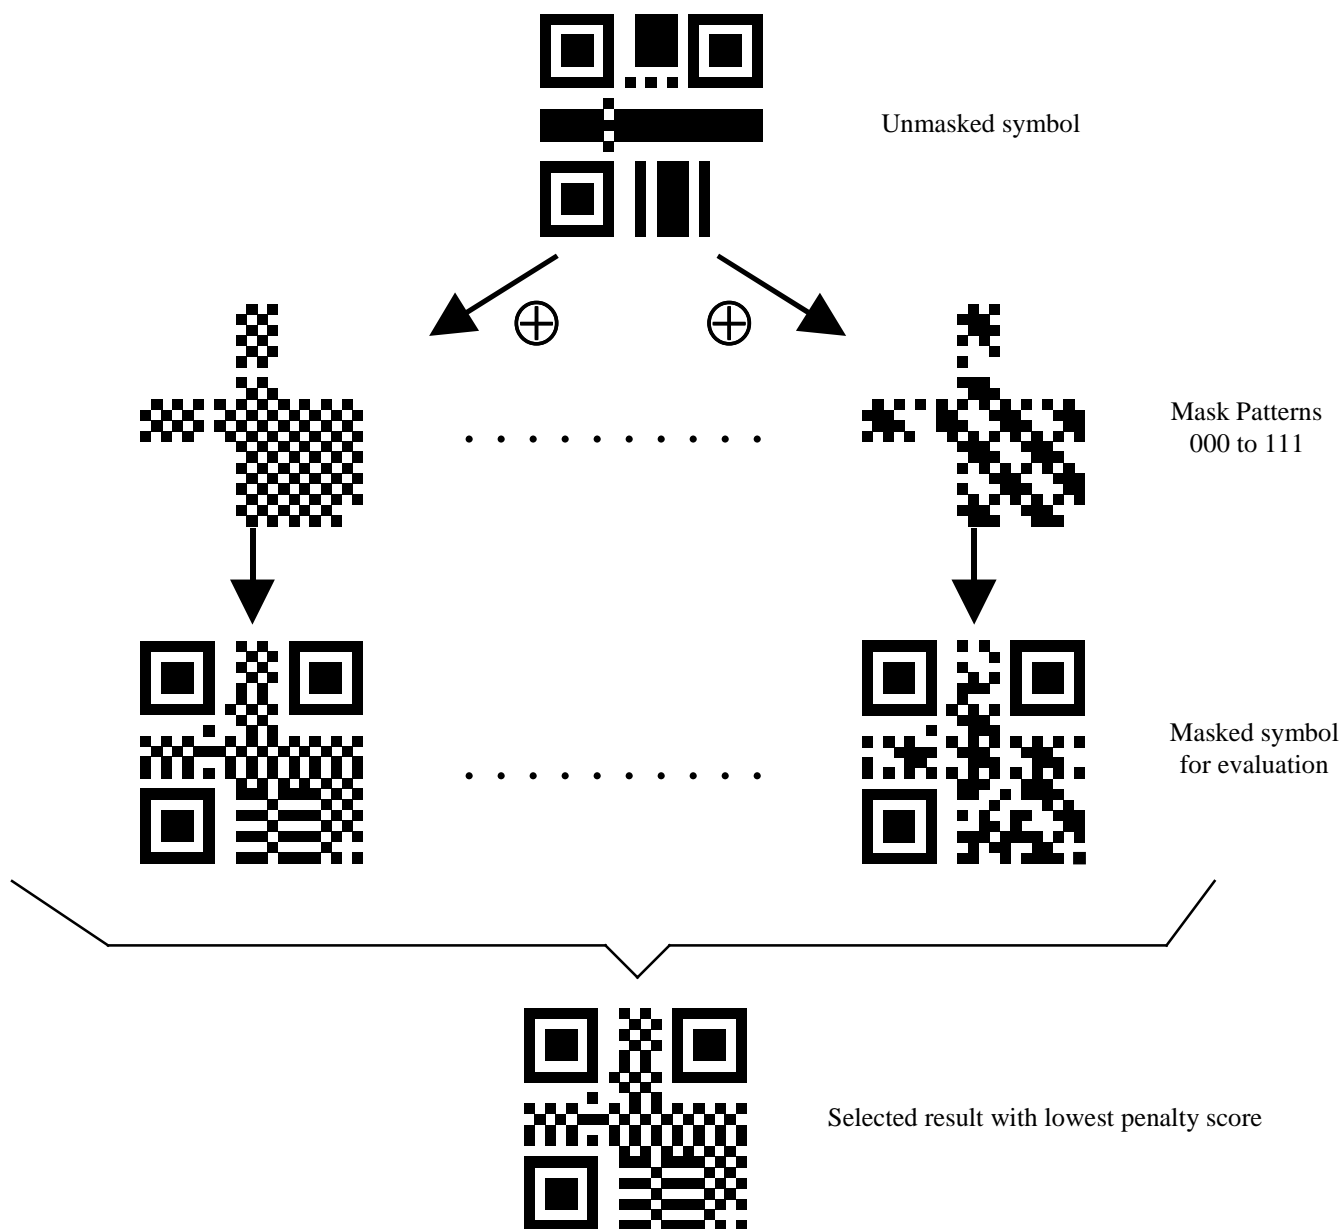 Unmasked symbol
Mask Patterns
000 to 111
Masked symbol
for evaluation
Selected result with lowest penalty score